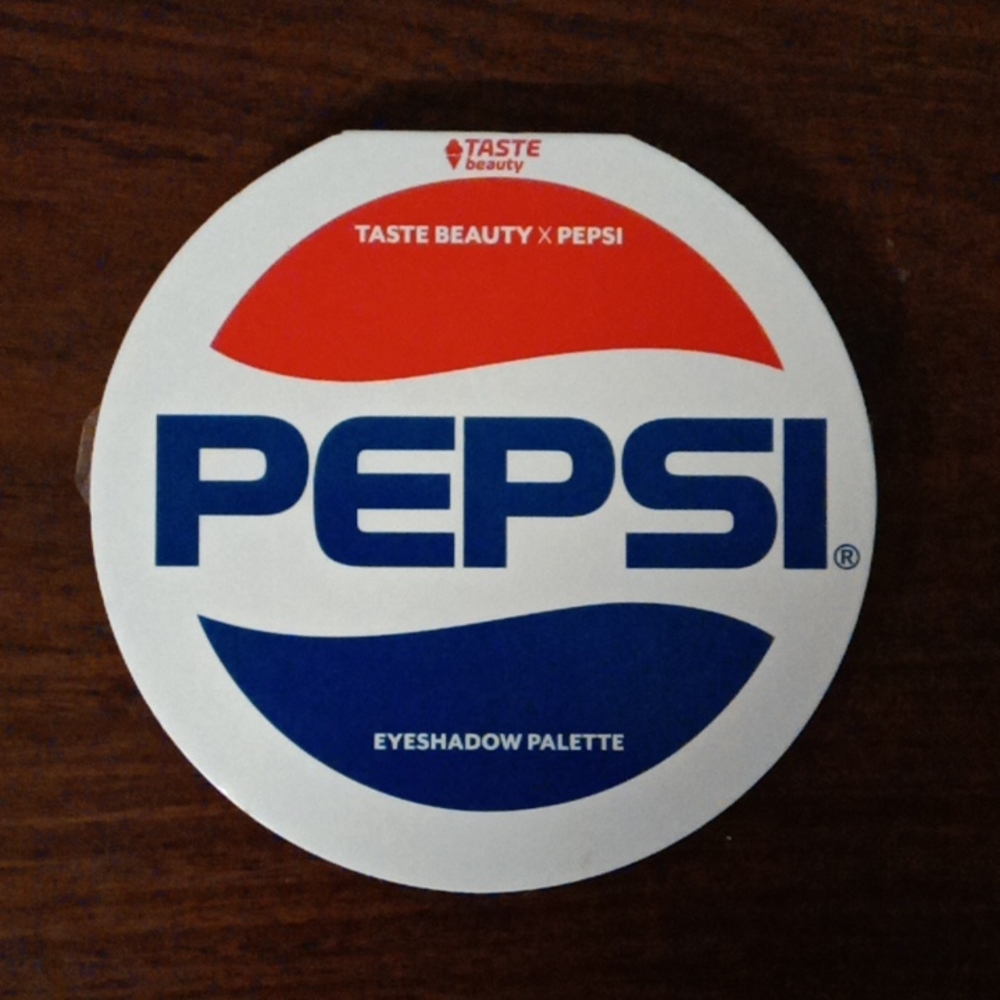 TASTE
beauty
TASTE BEAUTY X PEPSI
PEPSI®
EYESHADOW PALETTE